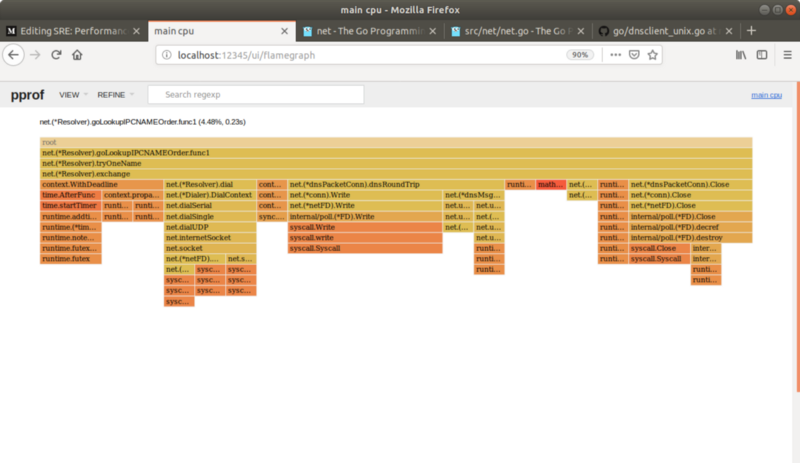 main cpu - Mozilla Firefox
Editing SRE: Performanc
main cpu
net - The Go Programmin
src/net/net.go - The Go P
go/dnsclient_unix.go at
localhost:12345/ui/flamegraph
90%
pprof
VIEW
REFINE
Search regexp
main cpu
net.(*Resolver).goLookupIPCNAMEOrder.func1 (4.48%, 0.23s)
root
net.(*Resolver).goLookupIPCNAMEOrder.func1
net.(*Resolver).tryOneName
net.(*Resolver).exchange
context.WithDeadline net.(*Resolver).dial cont... net.(*dnsPacketConn).dnsRoundTrip runti... math... net.(... runti... net.(*dnsPacketConn).Close
time.AfterFunc context.propa... net.(*Dialer).DialContext cont... net.(*conn).Write net.(*dnsMsg... net.(... runti... net.(*conn).Close
time.startTimer runti... runti... net.dialSerial cont... net.(*netFD).Write net.u... net.u... runti... net.(*netFD).Close
runtime.addti... runti... runti... net.dialSingle sync.... internal/poll.(*FD).Write net.u... net.(... runti... internal/poll.(*FD).Close
runtime.(*tim... net.dialUDP syscall.Write net.(... net.u... runti... internal/poll.(*FD).decref
runtime.note... net.internetSocket syscall.write net.u... runti... internal/poll.(*FD).destroy
runtime.futex... net.socket syscall.Syscall runti... runti... syscall.Close inter...
runtime.futex net.(*netFD).... net.s... runti... runti... syscall.Syscall inter...
net.(... sysc... sysc... runti... runti...
sysc... sysc... sysc... runti...
sysc... sysc... sysc...
sysc...